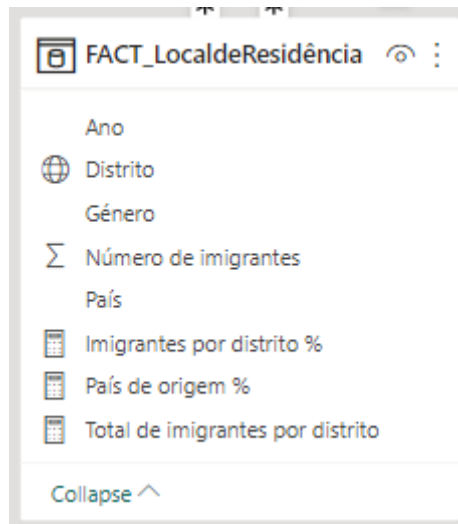 FACT_LocaldeResidência
Ano
Distrito
Género
Número de imigrantes
País
Imigrantes por distrito %
País de origem %
Total de imigrantes por distrito
Collapse